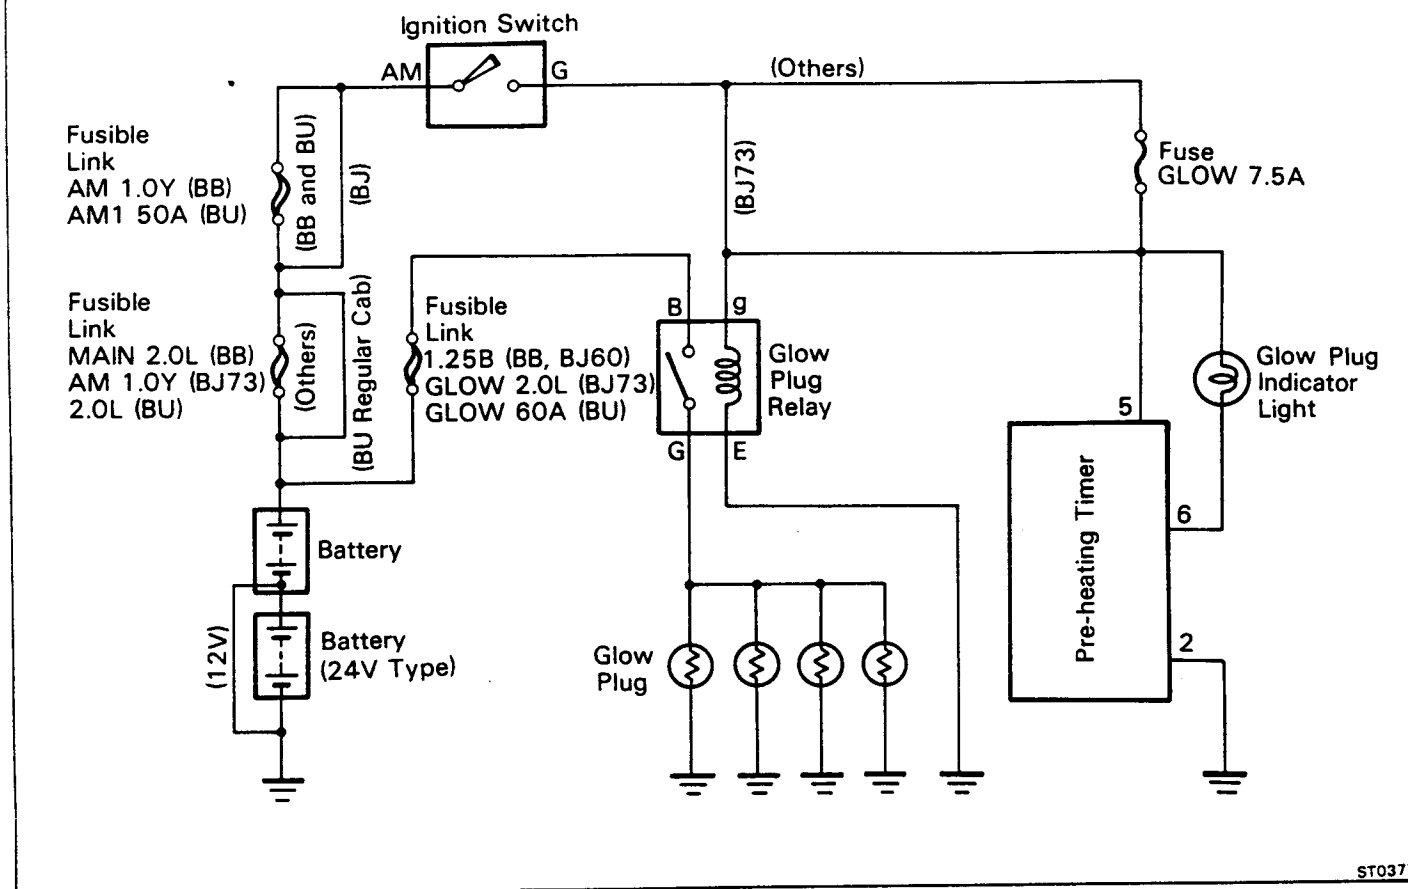 Ignition Switch
AM
G
(Others)
Fusible
Link
AM 1.0Y (BB)
AM1 50A (BU)
(BB and BU)
(BJ)
(BJ73)
Fuse
GLOW 7.5A
Fusible
Link
MAIN 2.0L (BB)
AM 1.0Y (BJ73)
2.0L (BU)
(Others)
(BU Regular Cab)
Fusible
Link
1.25B (BB, BJ60)
GLOW 2.0L (BJ73)
GLOW 60A (BU)
B
g
Glow
Plug
Relay
G
E
Glow Plug
Indicator
Light
5
Pre-heating Timer
6
2
Battery
(12V)
Battery
(24V Type)
Glow
Plug
ST037